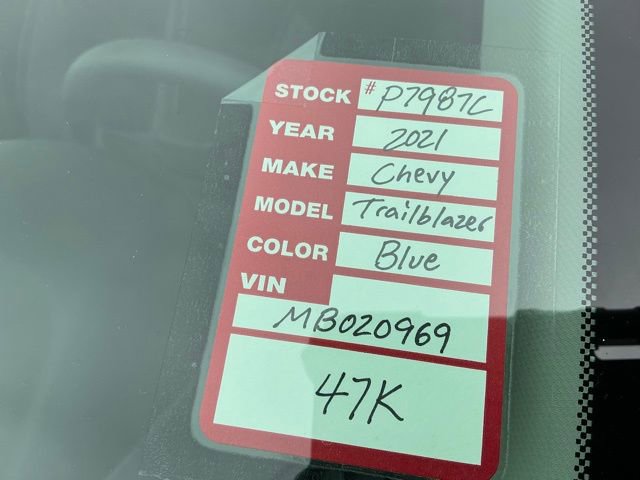 STOCK # P7987C
YEAR 2021
MAKE Chevy
MODEL Trailblazer
COLOR Blue
VIN
MB020969
47K